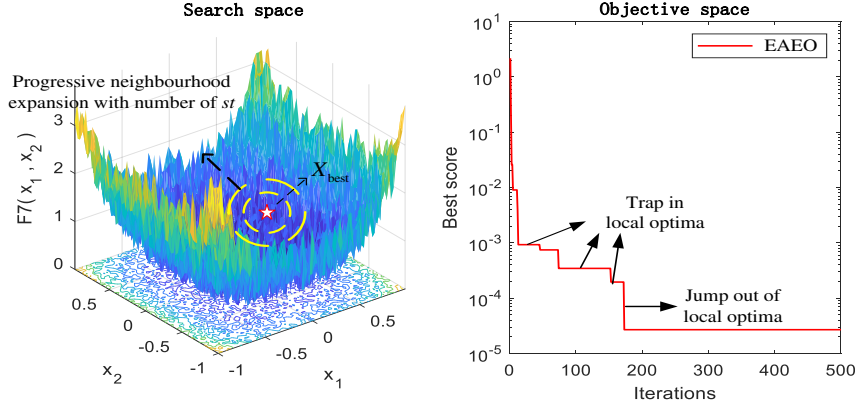 Search space
Progressive neighbourhood
expansion with number of st
X_best
F7( x_1 , x_2 )
3
2
1
0
0.5
0
-0.5
-1
x_2
-1
-0.5
0
0.5
x_1
Objective space
EAEO
Best score
10^1
10^0
10^-1
10^-2
10^-3
10^-4
10^-5
Trap in
local optima
Jump out of
local optima
0
100
200
300
400
500
Iterations